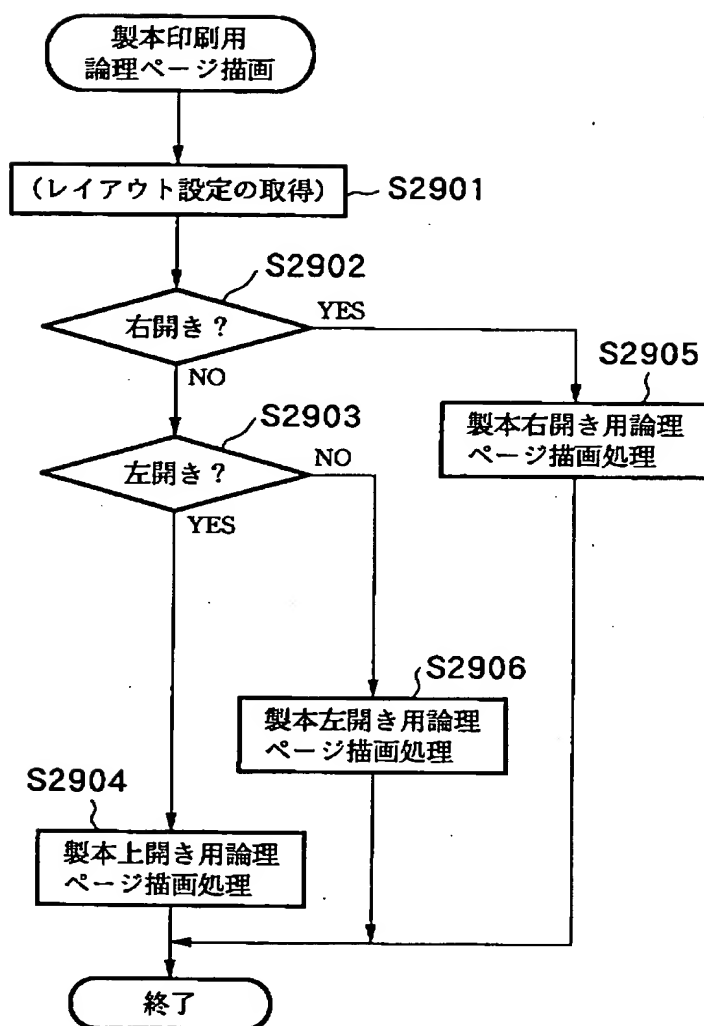 製本印刷用
論理ページ描画
(レイアウト設定の取得)
S2901
S2902
右開き?
YES
NO
S2905
製本右開き用論理
ページ描画処理
S2903
左開き?
NO
YES
S2906
製本左開き用論理
ページ描画処理
S2904
製本上開き用論理
ページ描画処理
終了